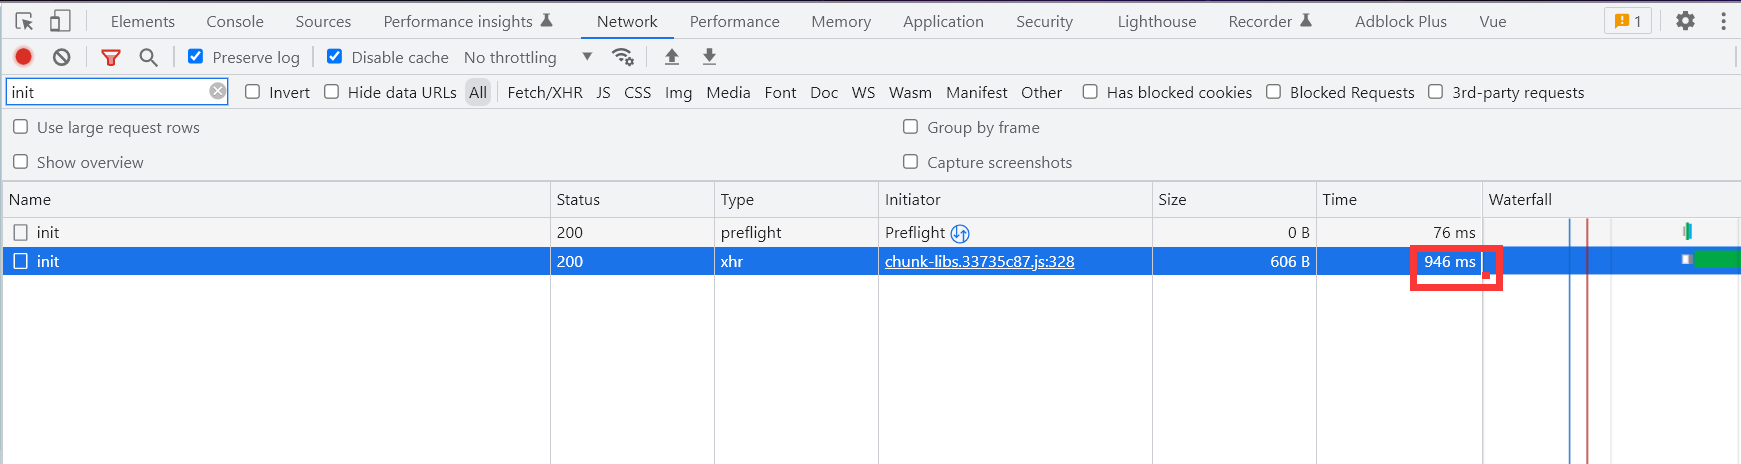 Elements Console Sources Performance insights Network Performance Memory Application Security Lighthouse Recorder Adblock Plus Vue 1
Preserve log Disable cache No throttling
init Invert Hide data URLs All Fetch/XHR JS CSS Img Media Font Doc WS Wasm Manifest Other Has blocked cookies Blocked Requests 3rd-party requests
Use large request rows Group by frame
Show overview Capture screenshots
Name Status Type Initiator Size Time Waterfall
init 200 preflight Preflight 0 B 76 ms
init 200 xhr chunk-libs.33735c87.js:328 606 B 946 ms